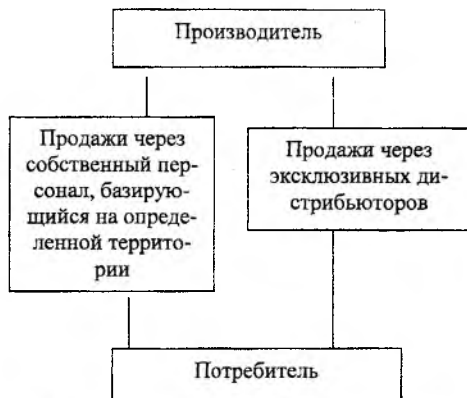 Производитель
Продажи через
собственный пер-
сонал, базирую-
щийся на опреде-
ленной террито-
рии
Продажи через
эксклюзивных ди-
стрибьюторов
Потребитель